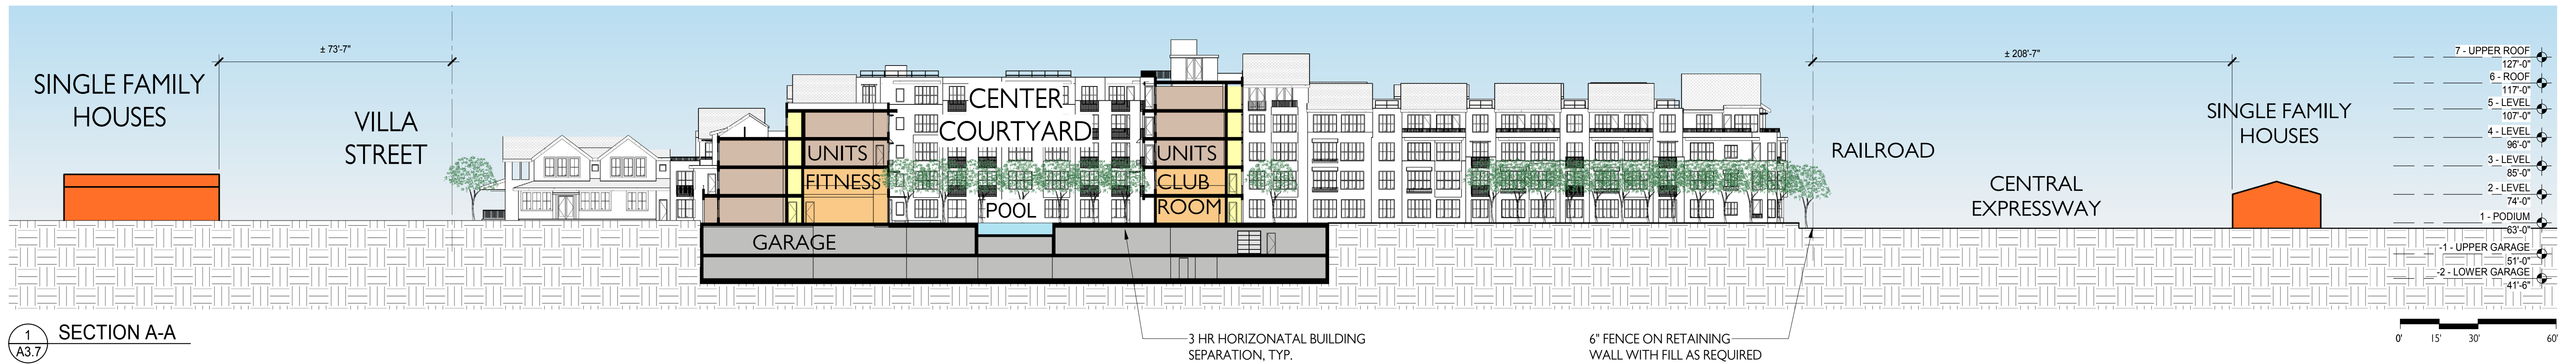 ± 73'-7"
± 208'-7"
SINGLE FAMILY
HOUSES
VILLA
STREET
CENTER
COURTYARD
UNITS
FITNESS
POOL
UNITS
CLUB
ROOM
GARAGE
RAILROAD
CENTRAL
EXPRESSWAY
SINGLE FAMILY
HOUSES
7 - UPPER ROOF
127'-0"
6 - ROOF
117'-0"
5 - LEVEL
107'-0"
4 - LEVEL
96'-0"
3 - LEVEL
85'-0"
2 - LEVEL
74'-0"
1 - PODIUM
63'-0"
-1 - UPPER GARAGE
51'-0"
-2 - LOWER GARAGE
41'-6"
1
A3.7
SECTION A-A
3 HR HORIZONATAL BUILDING
SEPARATION, TYP.
6" FENCE ON RETAINING
WALL WITH FILL AS REQUIRED
0' 15' 30' 60'